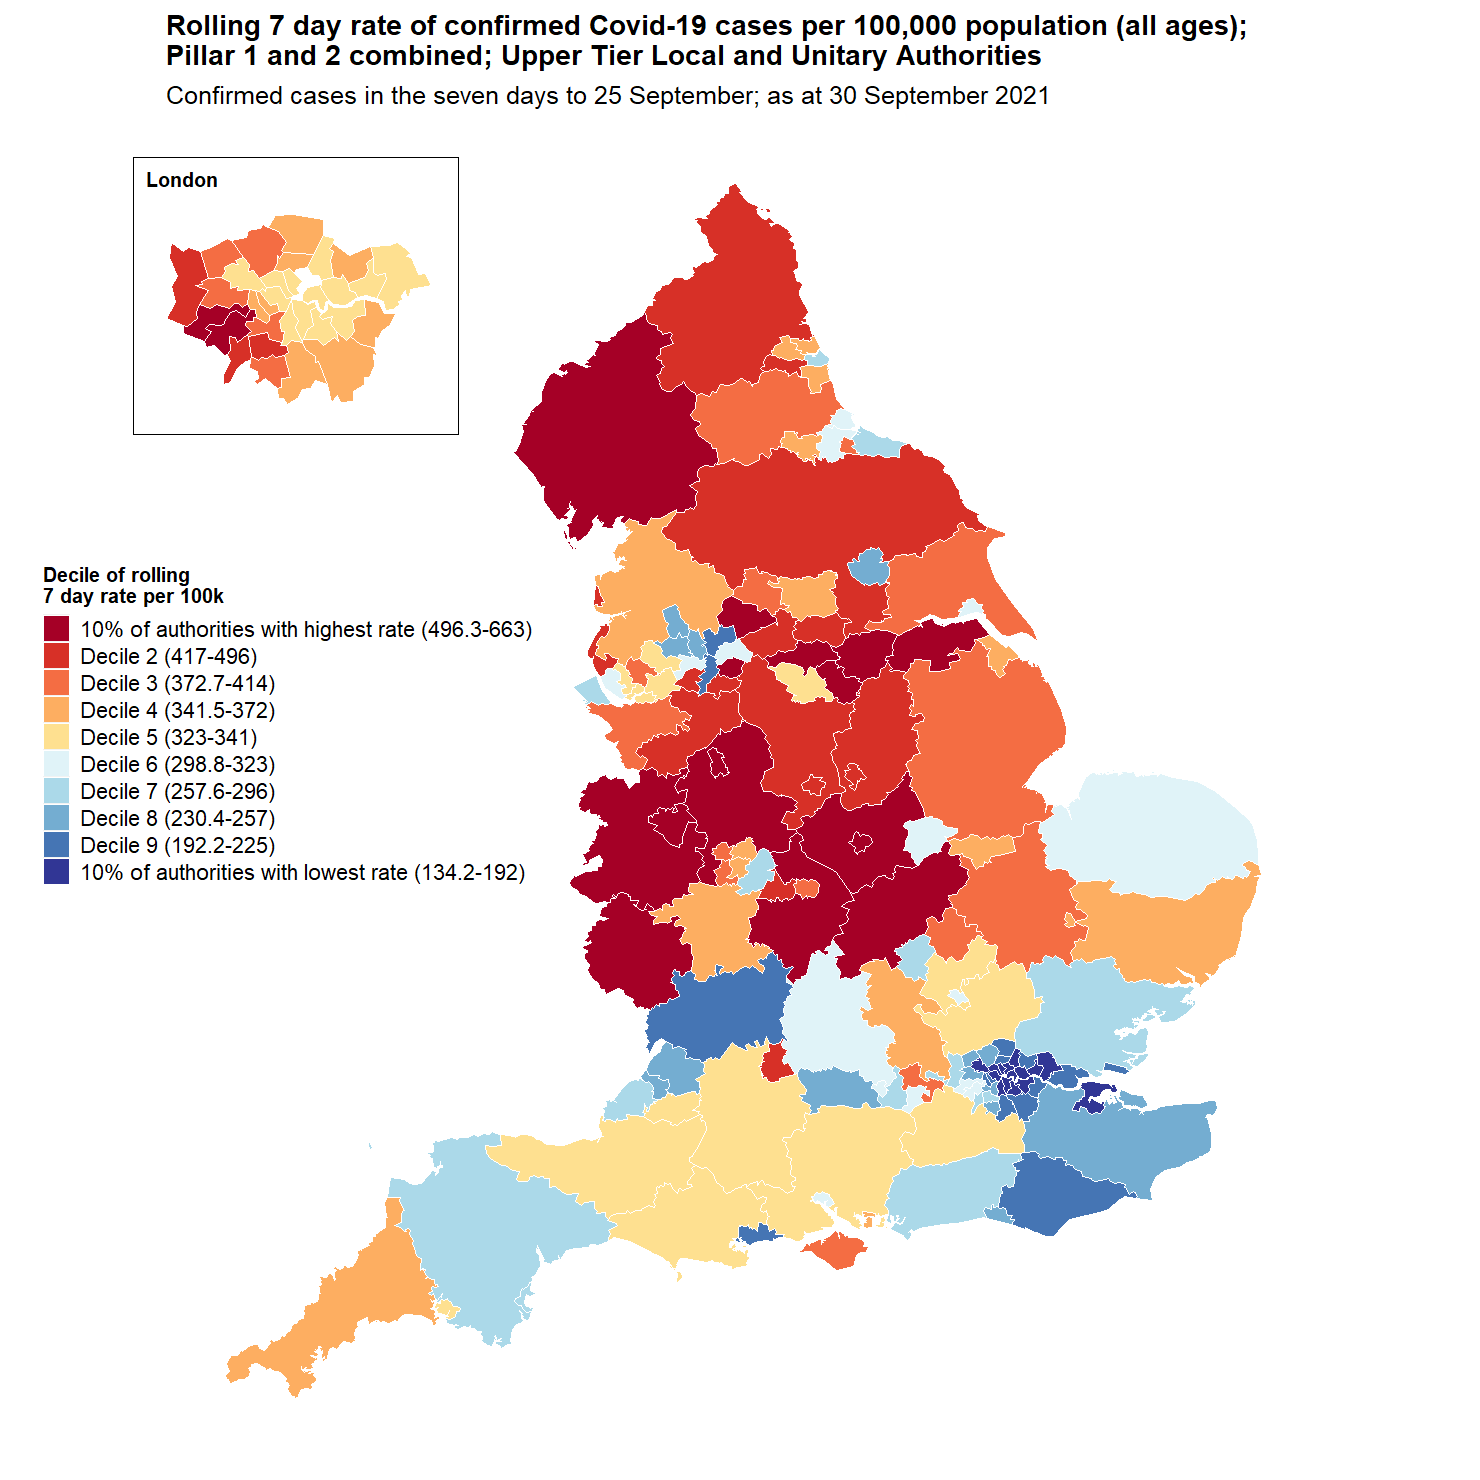 Rolling 7 day rate of confirmed Covid-19 cases per 100,000 population (all ages);
Pillar 1 and 2 combined; Upper Tier Local and Unitary Authorities
Confirmed cases in the seven days to 25 September; as at 30 September 2021
London
Decile of rolling
7 day rate per 100k
10% of authorities with highest rate (496.3-663)
Decile 2 (417-496)
Decile 3 (372.7-414)
Decile 4 (341.5-372)
Decile 5 (323-341)
Decile 6 (298.8-323)
Decile 7 (257.6-296)
Decile 8 (230.4-257)
Decile 9 (192.2-225)
10% of authorities with lowest rate (134.2-192)